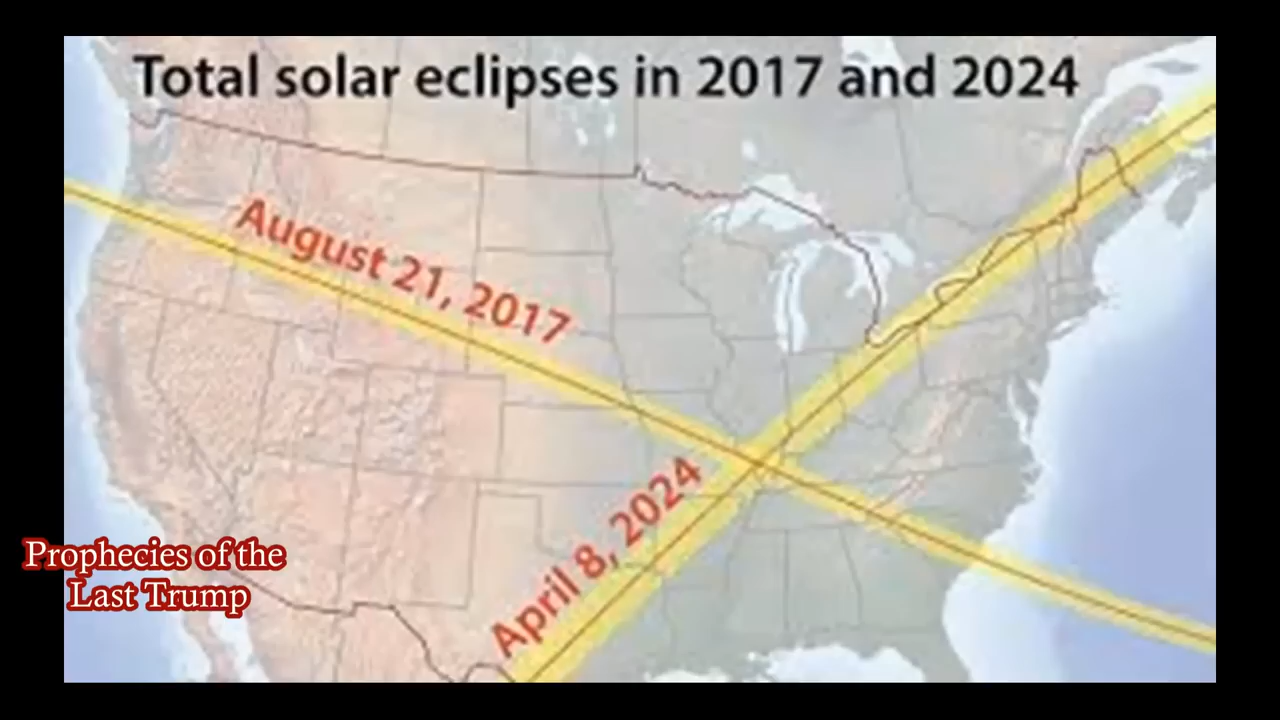 Total solar eclipses in 2017 and 2024
August 21, 2017
April 8, 2024
Prophecies of the
Last Trump